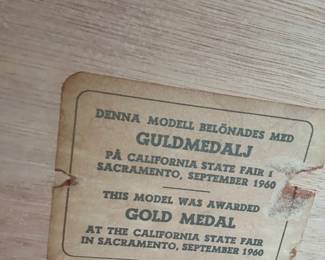 DENNA MODELL BELÖNADES MED
GULDMEDALJ
PÅ CALIFORNIA STATE FAIR I
SACRAMENTO, SEPTEMBER 1960
THIS MODEL WAS AWARDED
GOLD MEDAL
AT THE CALIFORNIA STATE FAIR
IN SACRAMENTO, SEPTEMBER 1960